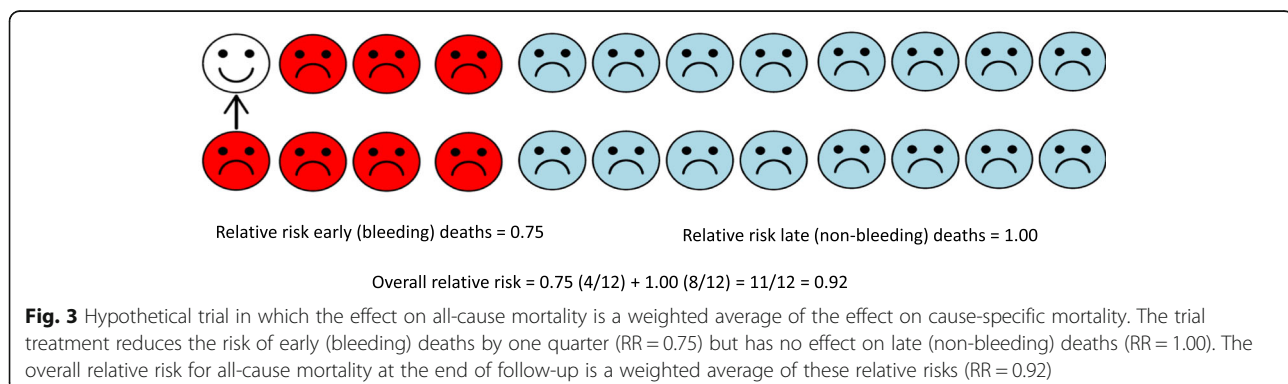 Relative risk early (bleeding) deaths = 0.75
Relative risk late (non-bleeding) deaths = 1.00
Overall relative risk = 0.75 (4/12) + 1.00 (8/12) = 11/12 = 0.92
Fig. 3 Hypothetical trial in which the effect on all-cause mortality is a weighted average of the effect on cause-specific mortality. The trial
treatment reduces the risk of early (bleeding) deaths by one quarter (RR = 0.75) but has no effect on late (non-bleeding) deaths (RR = 1.00). The
overall relative risk for all-cause mortality at the end of follow-up is a weighted average of these relative risks (RR = 0.92)